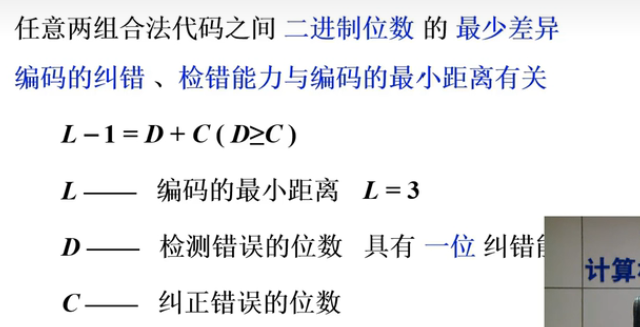 任意两组合法代码之间 二进制位数 的 最少差异
编码的纠错 、检错能力与编码的最小距离有关
L − 1 = D + C ( D≥C )
L —— 编码的最小距离 L = 3
D —— 检测错误的位数 具有 一位 纠错
C —— 纠正错误的位数
计算